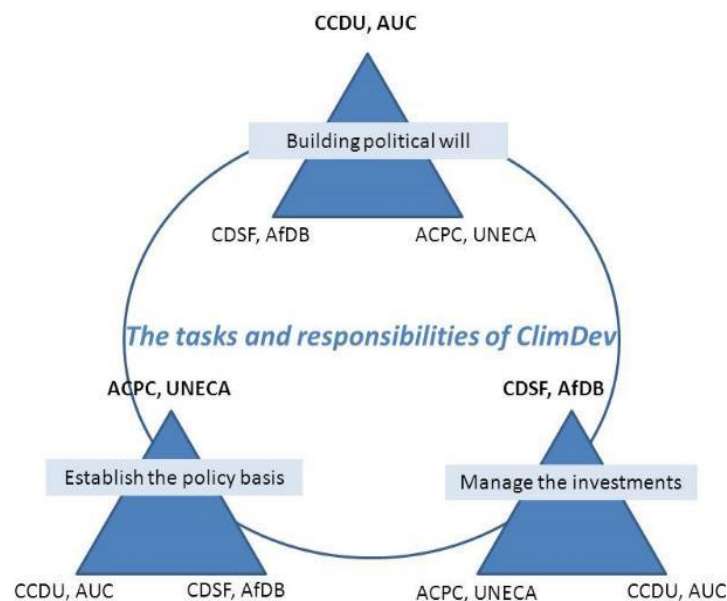 CCDU, AUC
Building political will
CDSF, AfDB
ACPC, UNECA
The tasks and responsibilities of ClimDev
ACPC, UNECA
CDSF, AfDB
Establish the policy basis
Manage the investments
CCDU, AUC
CDSF, AfDB
ACPC, UNECA
CCDU, AUC